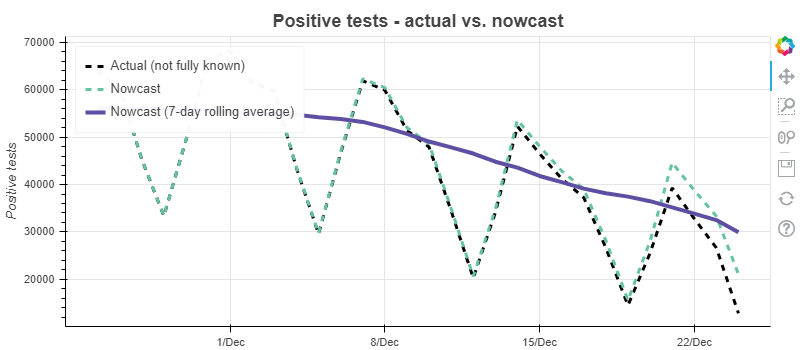 Positive tests - actual vs. nowcast
70000
60000
50000
40000
30000
20000
Positive tests
Actual (not fully known)
Nowcast
Nowcast (7-day rolling average)
1/Dec
8/Dec
15/Dec
22/Dec